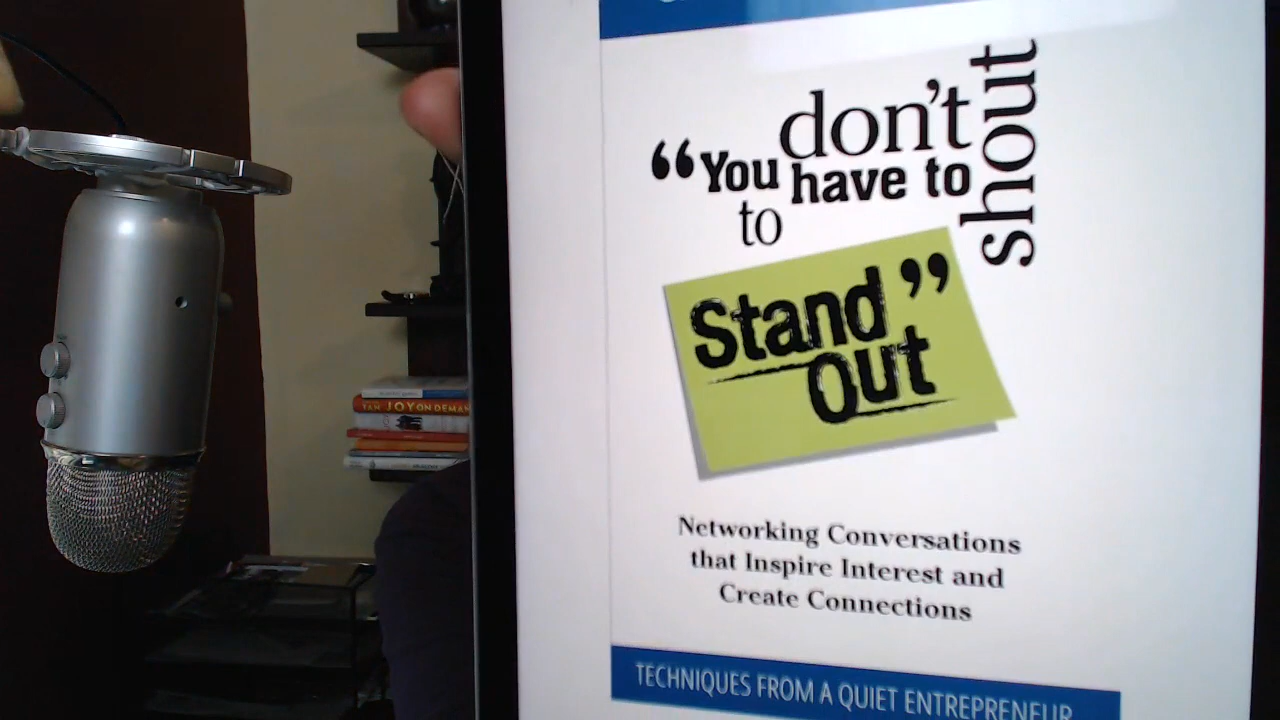 “You don't have to shout
to
Stand Out”
Networking Conversations
that Inspire Interest and
Create Connections
TECHNIQUES FROM A QUIET ENTREPRENEUR
JOY ON DEMAN